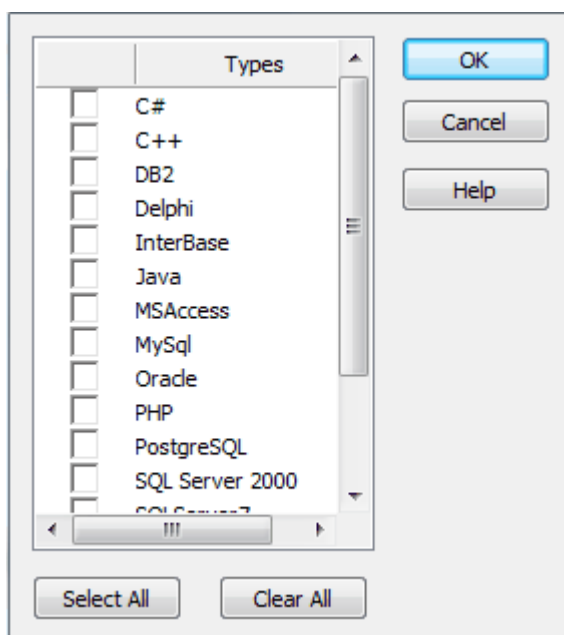 Types
OK
C#
Cancel
C++
DB2
Help
Delphi
InterBase
Java
MSAccess
MySql
Oracle
PHP
PostgreSQL
SQL Server 2000
SQLServer7
Select All
Clear All